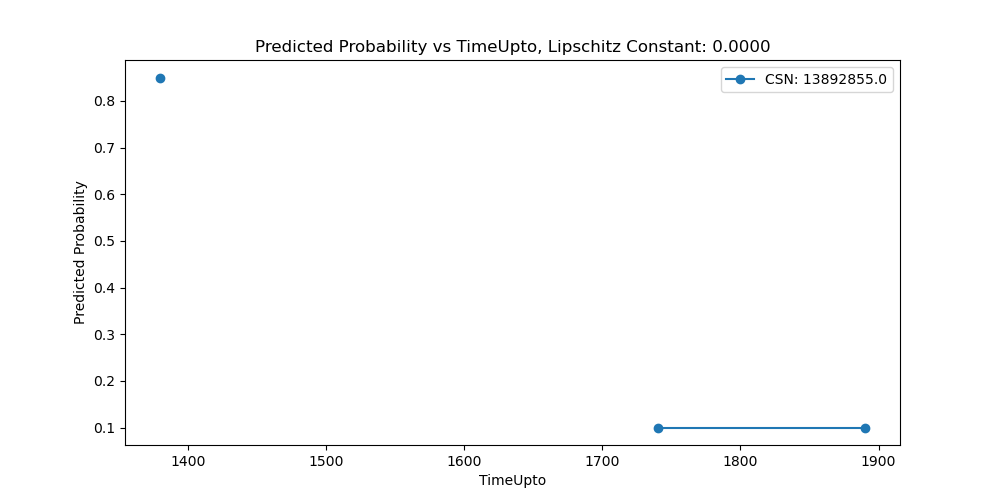 Predicted Probability vs TimeUpto, Lipschitz Constant: 0.0000
CSN: 13892855.0
Predicted Probability
0.8
0.7
0.6
0.5
0.4
0.3
0.2
0.1
1400 1500 1600 1700 1800 1900
TimeUpto